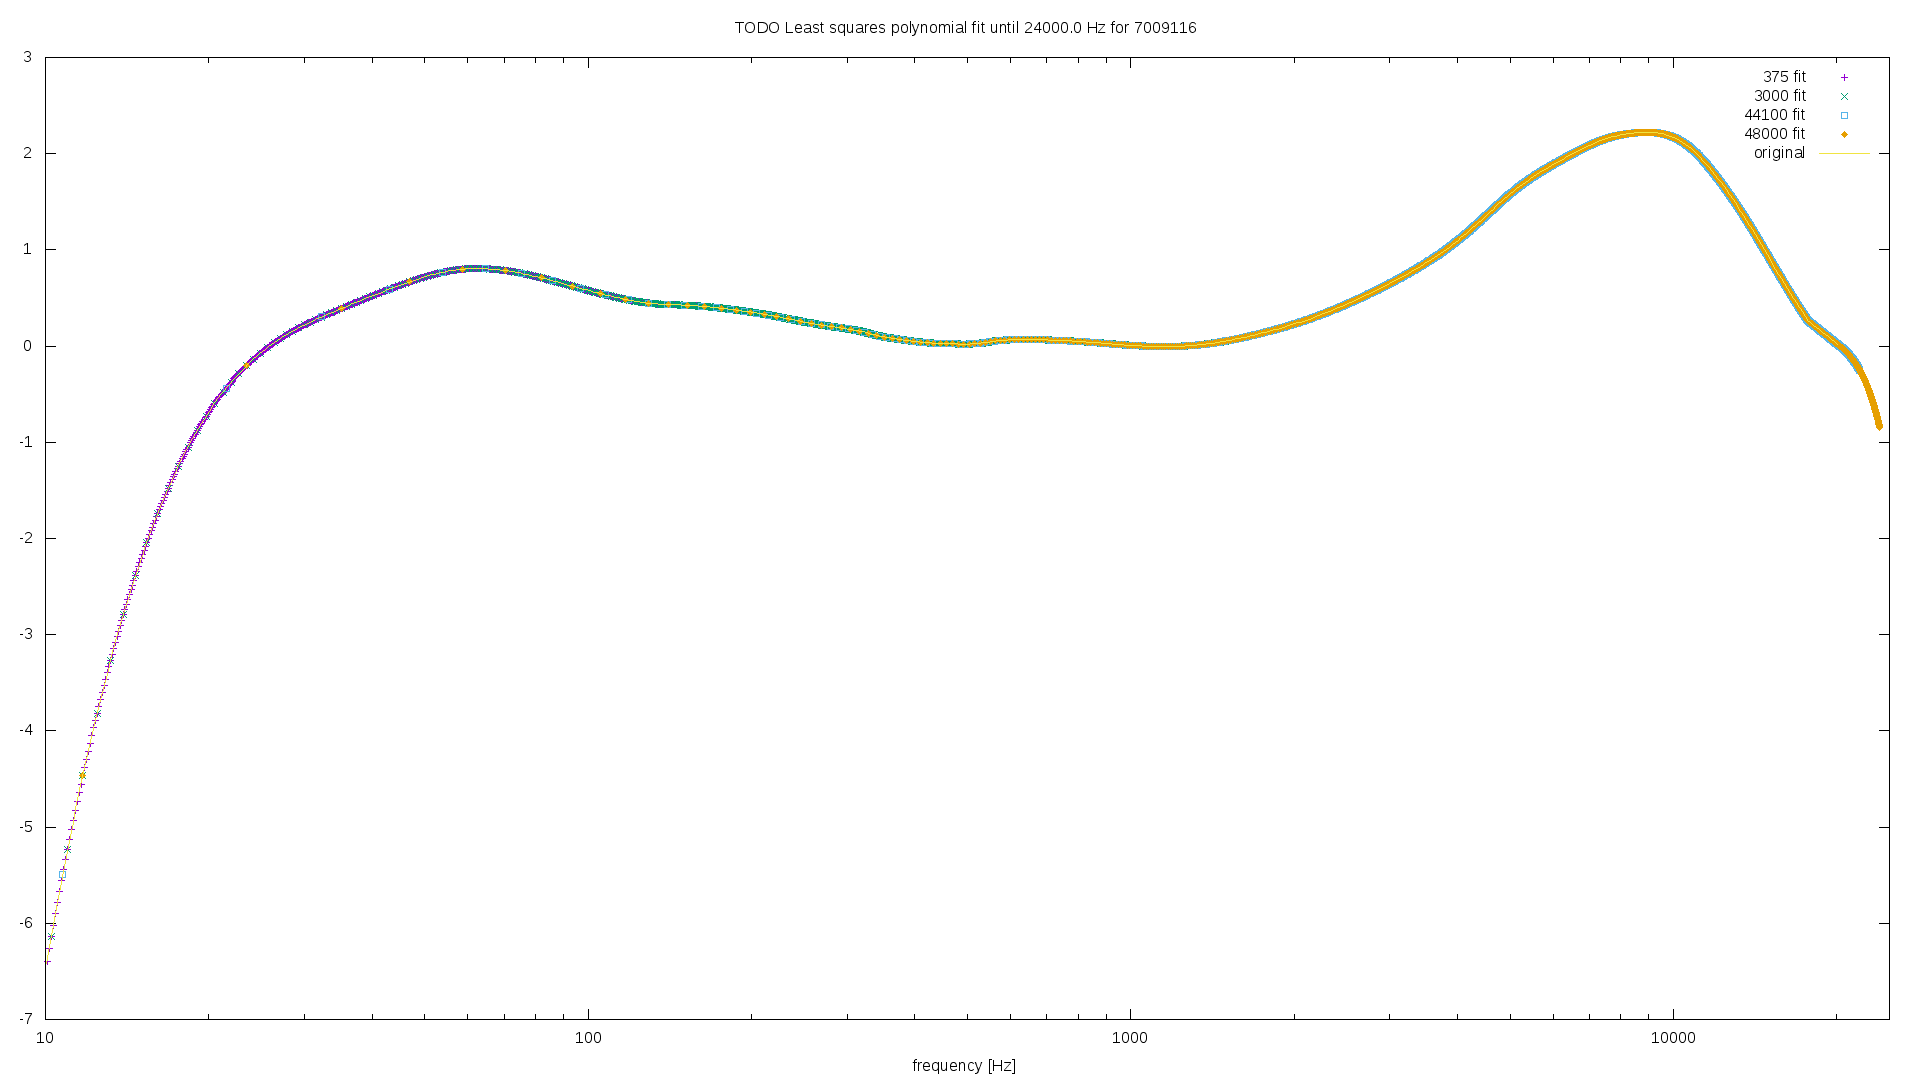 TODO Least squares polynomial fit until 24000.0 Hz for 7009116
3
375 fit
3000 fit
44100 fit
48000 fit
original
2
1
0
-1
-2
-3
-4
-5
-6
-7
10 100 1000 10000
frequency [Hz]